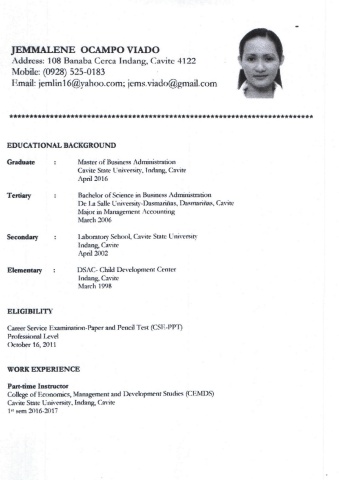 JEMMALENE OCAMPO VIADO
Address: 108 Banaba Cerca Indang, Cavite 4122
Mobile: (0928) 525-0183
Email: jemlin16@yahoo.com; jems.viado@gmail.com
EDUCATIONAL BACKGROUND
Graduate : Master of Business Administration
Cavite State University, Indang, Cavite
April 2016
Tertiary : Bachelor of Science in Business Administration
De La Salle University-Dasmariñas, Dasmariñas, Cavite
Major in Management Accounting
March 2006
Secondary : Laboratory School, Cavite State University
Indang, Cavite
April 2002
Elementary : DSAC- Child Development Center
Indang, Cavite
March 1998
ELIGIBILITY
Career Service Examination-Paper and Pencil Test (CSE-PPT)
Professional Level
October 16, 2011
WORK EXPERIENCE
Part-time Instructor
College of Economics, Management and Development Studies (CEMDS)
Cavite State University, Indang, Cavite
1st sem 2016-2017